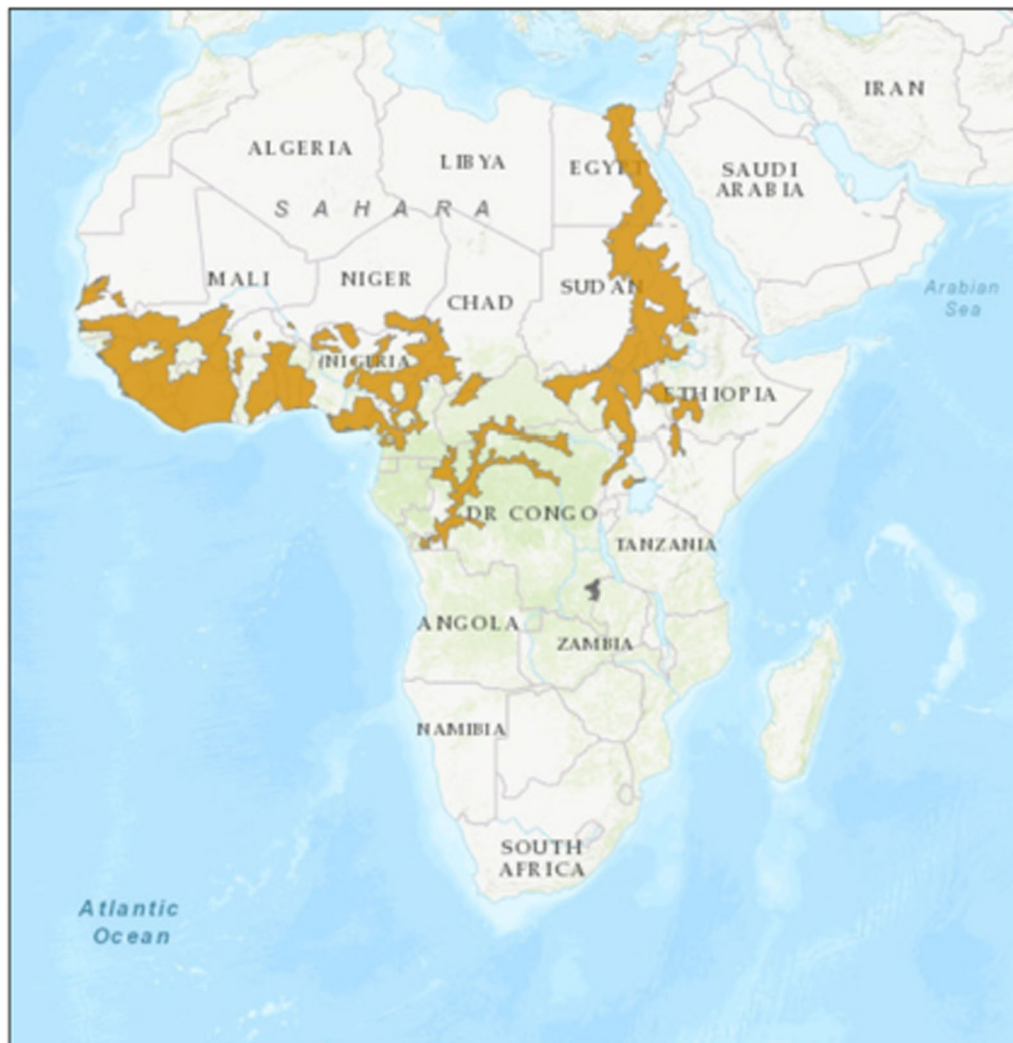 IRAN
ALGERIA
LIBYA
EGYPT
SAUDI
ARABIA
SAHARA
MALI
NIGER
CHAD
SUDAN
Arabian
Sea
NIGERIA
ETHIOPIA
DR CONGO
TANZANIA
ANGOLA
ZAMBIA
NAMIBIA
SOUTH
AFRICA
Atlantic
Ocean